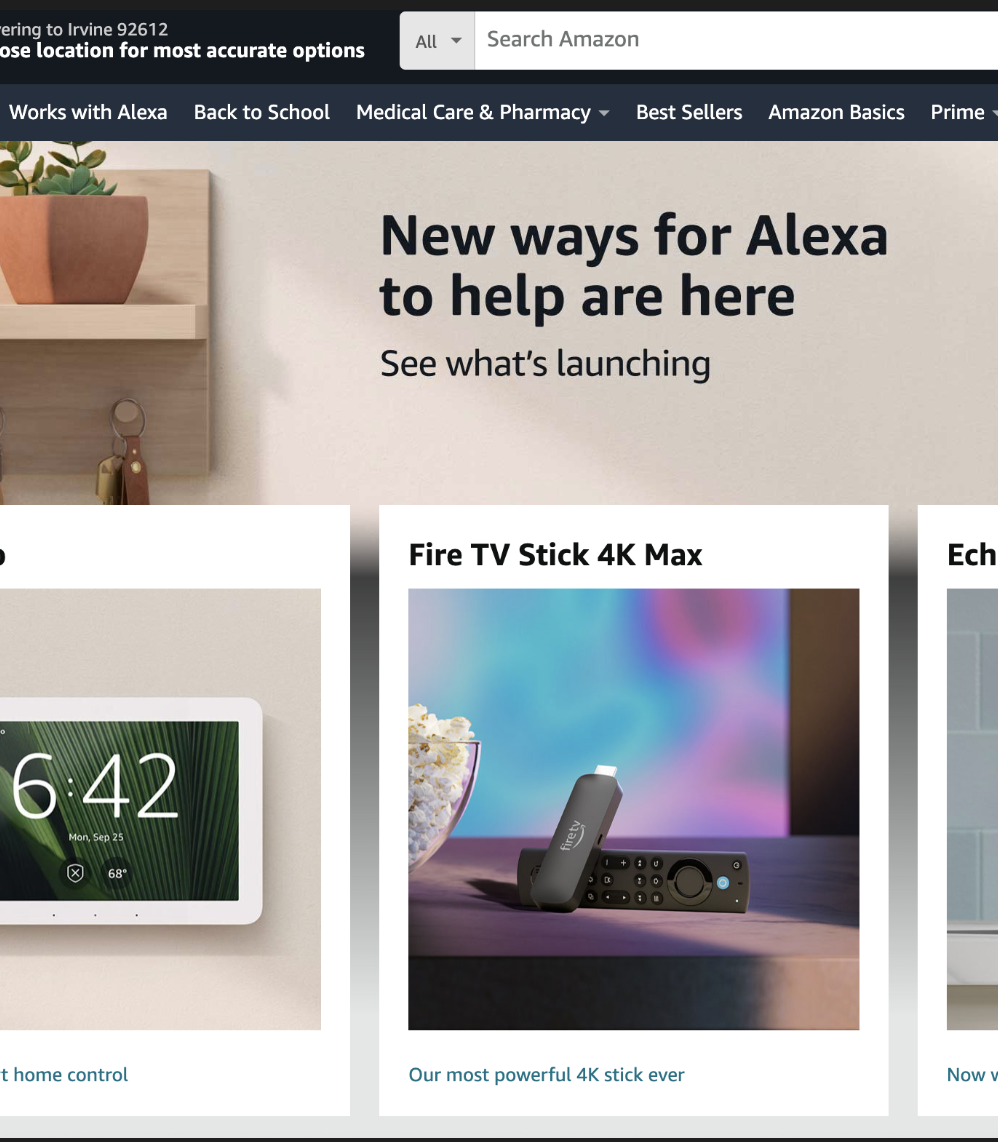 ering to Irvine 92612
ose location for most accurate options
All
Search Amazon
Works with Alexa
Back to School
Medical Care & Pharmacy
Best Sellers
Amazon Basics
Prime
New ways for Alexa
to help are here
See what's launching
Fire TV Stick 4K Max
Ech
6:42
Mon, Sep 25
68°
fire tv
t home control
Our most powerful 4K stick ever
Now